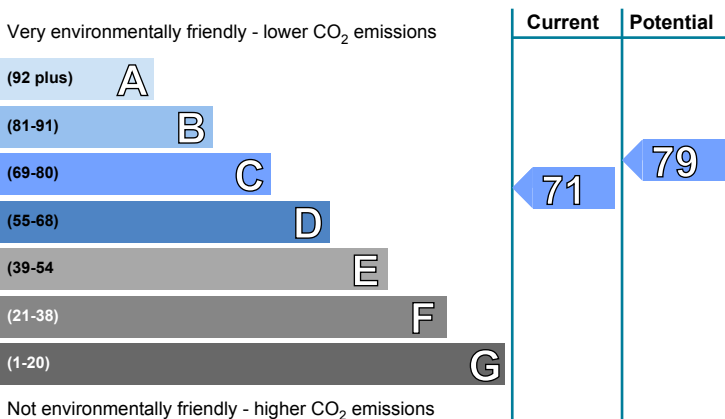 Very environmentally friendly - lower CO₂ emissions
Current
Potential
(92 plus) A
(81-91) B
(69-80) C
(55-68) D
(39-54 E
(21-38) F
(1-20) G
71
79
Not environmentally friendly - higher CO₂ emissions